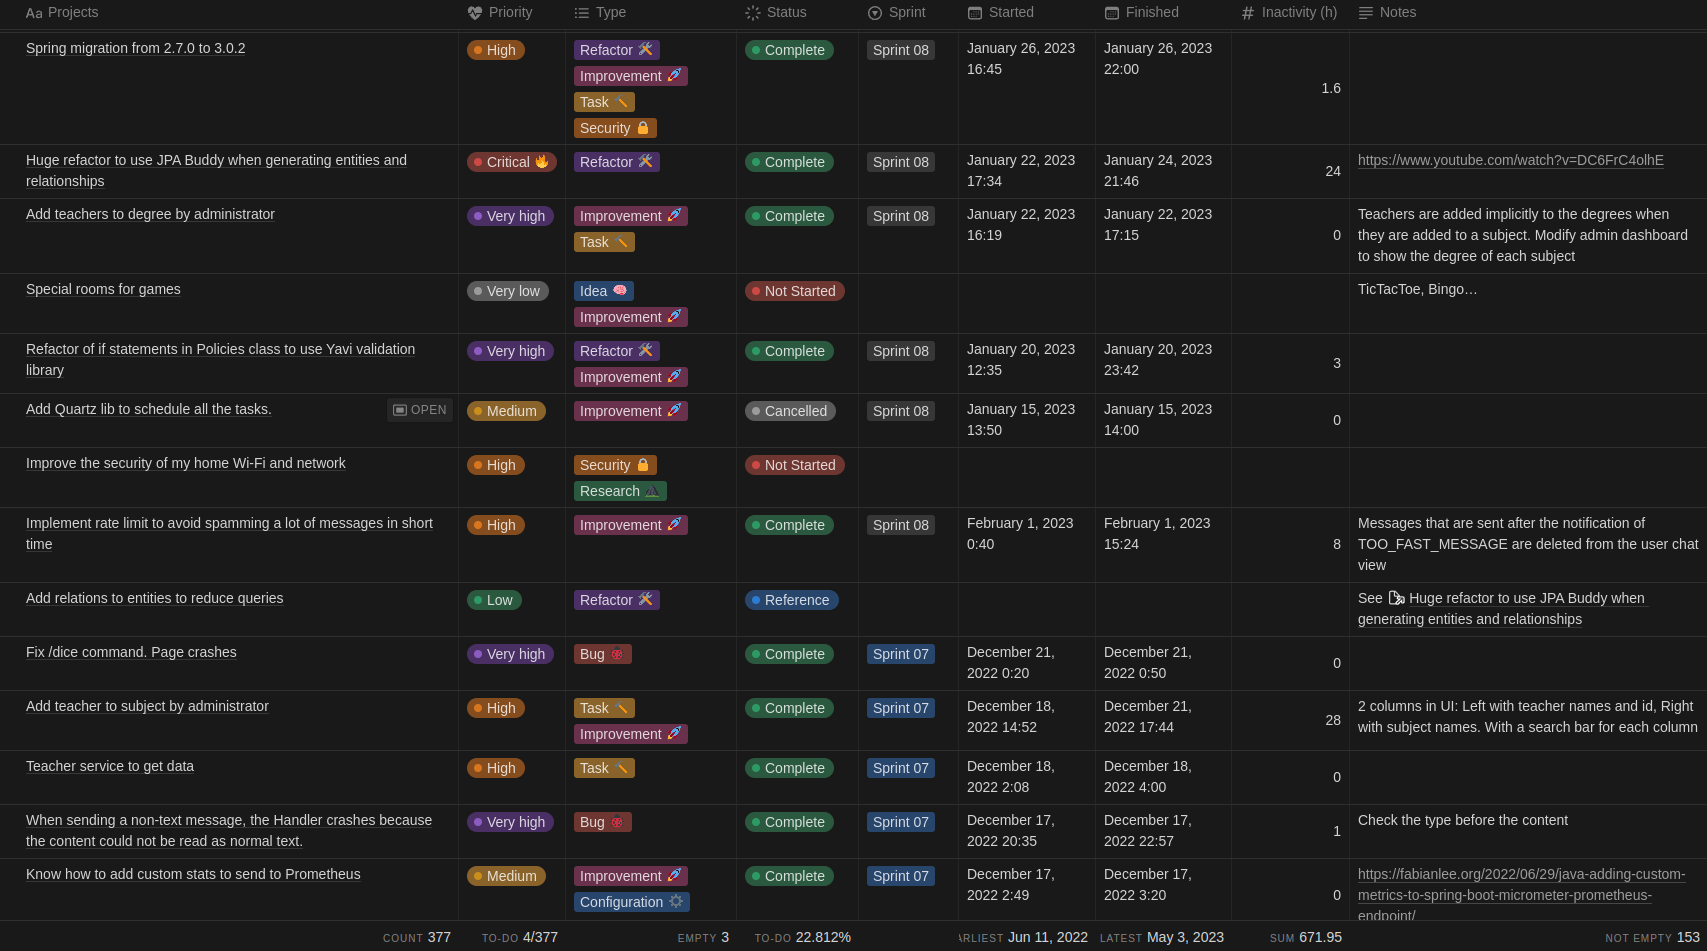 Aa Projects Priority Type Status Sprint Started Finished # Inactivity (h) Notes
Spring migration from 2.7.0 to 3.0.2 High Refactor Complete Sprint 08 January 26, 2023 January 26, 2023
16:45 22:00
Improvement
1.6
Task
Security
Huge refactor to use JPA Buddy when generating entities and Critical Refactor Complete Sprint 08 January 22, 2023 January 24, 2023 https://www.youtube.com/watch?v=DC6FrC4olhE
relationships 17:34 21:46 24
Add teachers to degree by administrator Very high Improvement Complete Sprint 08 January 22, 2023 January 22, 2023 Teachers are added implicitly to the degrees when
Task 16:19 17:15 0 they are added to a subject. Modify admin dashboard
to show the degree of each subject
Special rooms for games Very low Idea Not Started TicTacToe, Bingo…
Improvement
Refactor of if statements in Policies class to use Yavi validation Very high Refactor Complete Sprint 08 January 20, 2023 January 20, 2023
library Improvement 12:35 23:42 3
Add Quartz lib to schedule all the tasks. OPEN Medium Improvement Cancelled Sprint 08 January 15, 2023 January 15, 2023
13:50 14:00 0
Improve the security of my home Wi-Fi and network High Security Not Started
Research
Implement rate limit to avoid spamming a lot of messages in short High Improvement Complete Sprint 08 February 1, 2023 February 1, 2023 Messages that are sent after the notification of
time 0:40 15:24 8 TOO_FAST_MESSAGE are deleted from the user chat
view
Add relations to entities to reduce queries Low Refactor Reference See Huge refactor to use JPA Buddy when
generating entities and relationships
Fix /dice command. Page crashes Very high Bug Complete Sprint 07 December 21, December 21,
2022 0:20 2022 0:50 0
Add teacher to subject by administrator High Task Complete Sprint 07 December 18, December 21, 2 columns in UI: Left with teacher names and id, Right
Improvement 2022 14:52 2022 17:44 28 with subject names. With a search bar for each column
Teacher service to get data High Task Complete Sprint 07 December 18, December 18,
2022 2:08 2022 4:00 0
When sending a non-text message, the Handler crashes because Very high Bug Complete Sprint 07 December 17, December 17, Check the type before the content
the content could not be read as normal text. 2022 20:35 2022 22:57 1
Know how to add custom stats to send to Prometheus Medium Improvement Complete Sprint 07 December 17, December 17, https://fabianlee.org/2022/06/29/java-adding-custom-
Configuration 2022 2:49 2022 3:20 0 metrics-to-spring-boot-micrometer-prometheus-
endpoint/
COUNT 377 TO-DO 4/377 EMPTY 3 TO-DO 22.812% ARLIEST Jun 11, 2022 LATEST May 3, 2023 SUM 671.95 NOT EMPTY 153